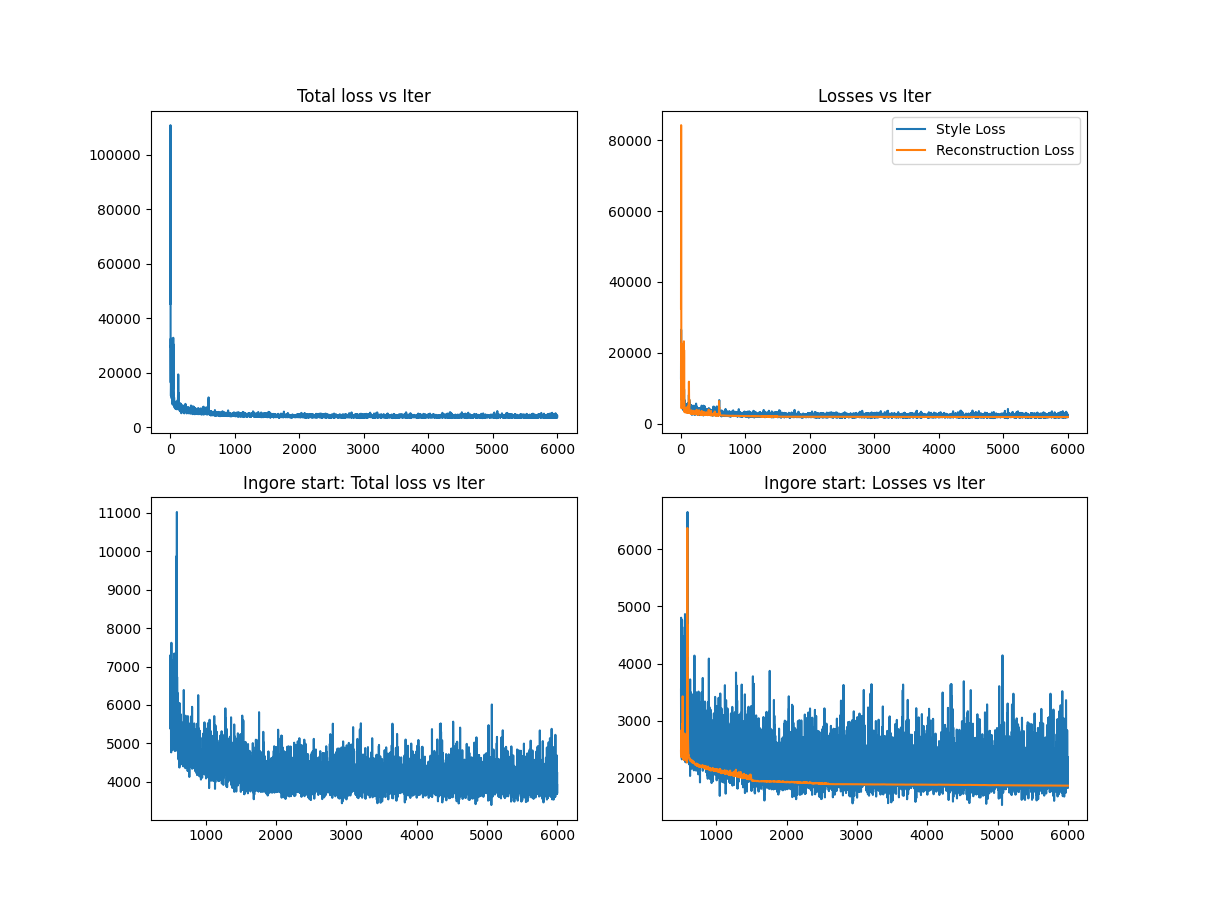 Total loss vs Iter
100000
80000
60000
40000
20000
0
0 1000 2000 3000 4000 5000 6000
Losses vs Iter
Style Loss
Reconstruction Loss
80000
60000
40000
20000
0
0 1000 2000 3000 4000 5000 6000
Ingore start: Total loss vs Iter
11000
10000
9000
8000
7000
6000
5000
4000
1000 2000 3000 4000 5000 6000
Ingore start: Losses vs Iter
6000
5000
4000
3000
2000
1000 2000 3000 4000 5000 6000